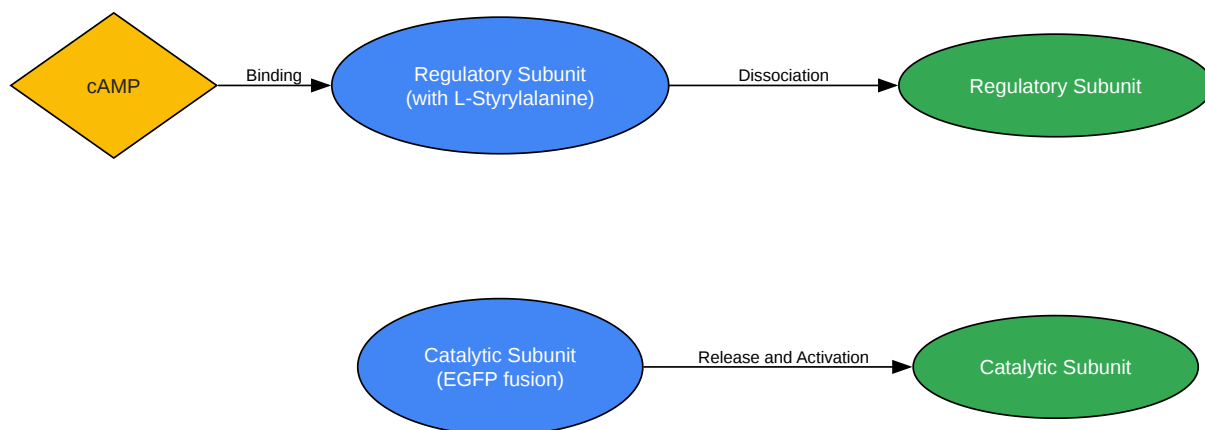 cAMP
Binding
Regulatory Subunit
(with L-Styrylalanine)
Dissociation
Regulatory Subunit
Catalytic Subunit
(EGFP fusion)
Release and Activation
Catalytic Subunit